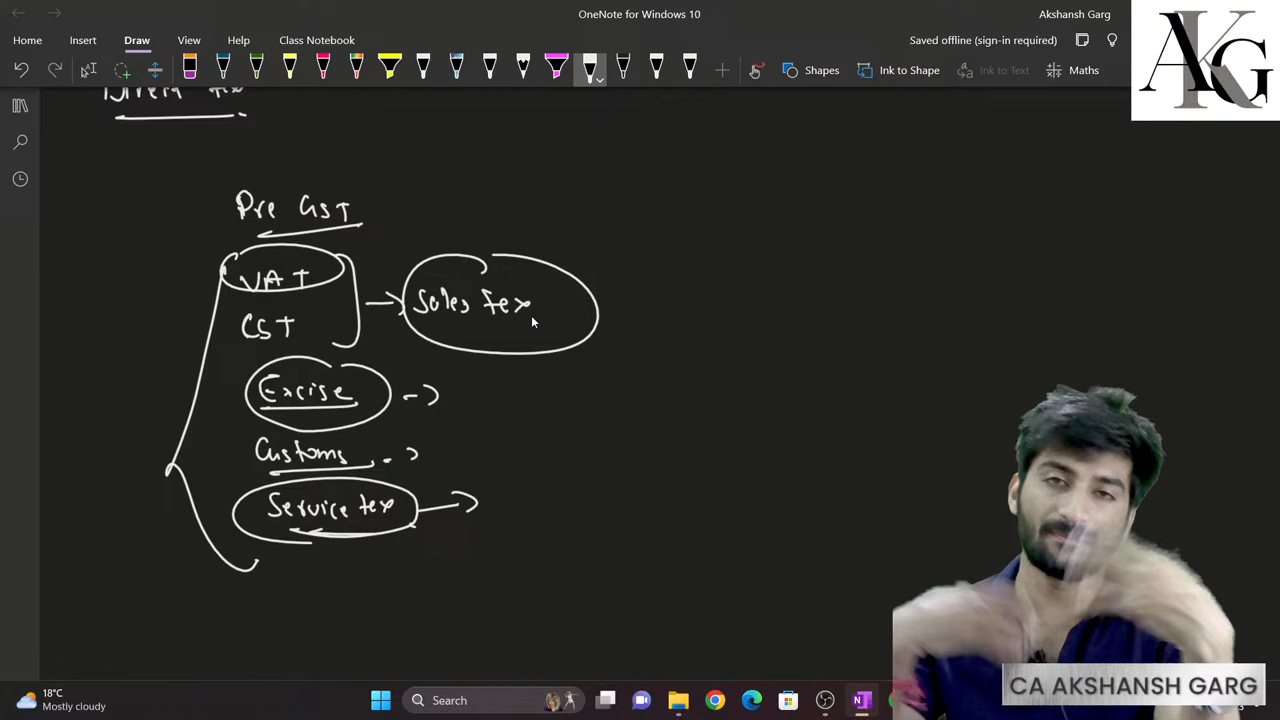 OneNote for Windows 10
Akshansh Garg
Home Insert Draw View Help Class Notebook
Saved offline (sign-in required)
Shapes Ink to Shape Ink to Text Maths
AKG
Pre GST
VAT
CST
Sales tax
Excise
Customs
Service tax
CA AKSHANSH GARG
18°C
Mostly cloudy
Search